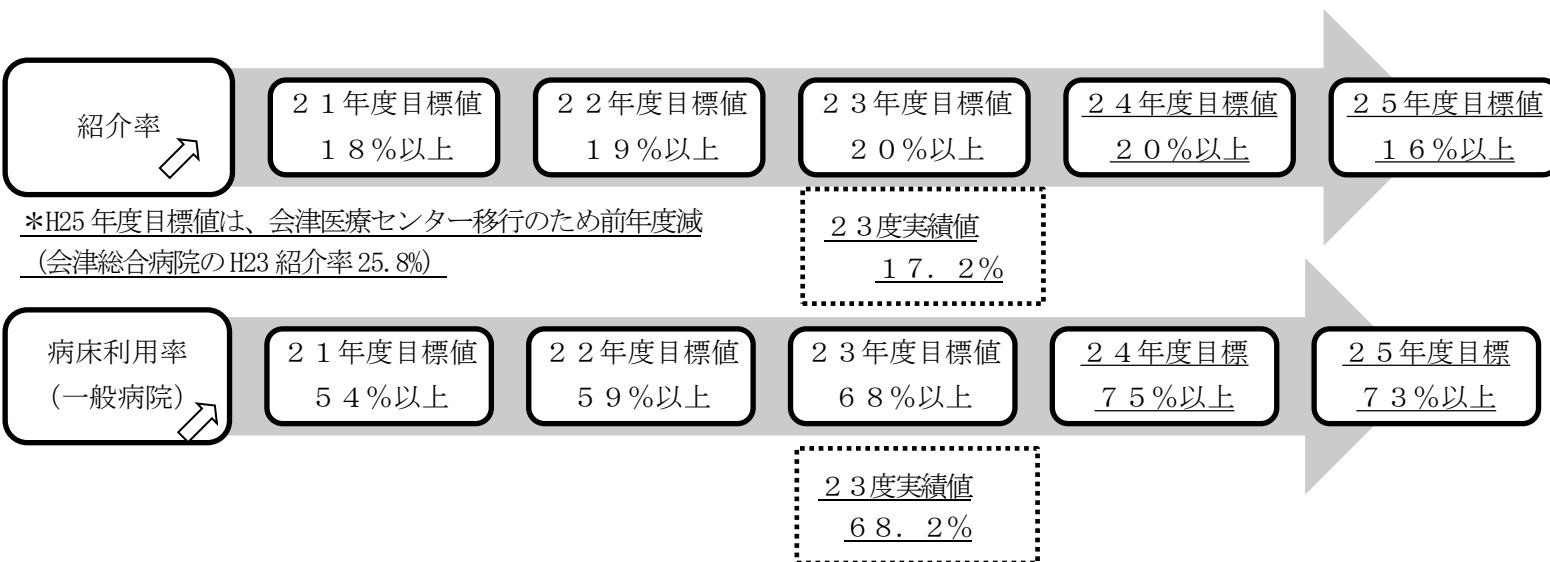 紹介率
２１年度目標値
１８％以上
２２年度目標値
１９％以上
２３年度目標値
２０％以上
２４年度目標値
２０％以上
２５年度目標値
１６％以上
＊H25年度目標値は、会津医療センター移行のため前年度減
（会津総合病院のH23紹介率25.8%）
２３度実績値
１７．２％
病床利用率
（一般病院）
２１年度目標値
５４％以上
２２年度目標値
５９％以上
２３年度目標値
６８％以上
２４年度目標
７５％以上
２５年度目標
７３％以上
２３度実績値
６８．２％